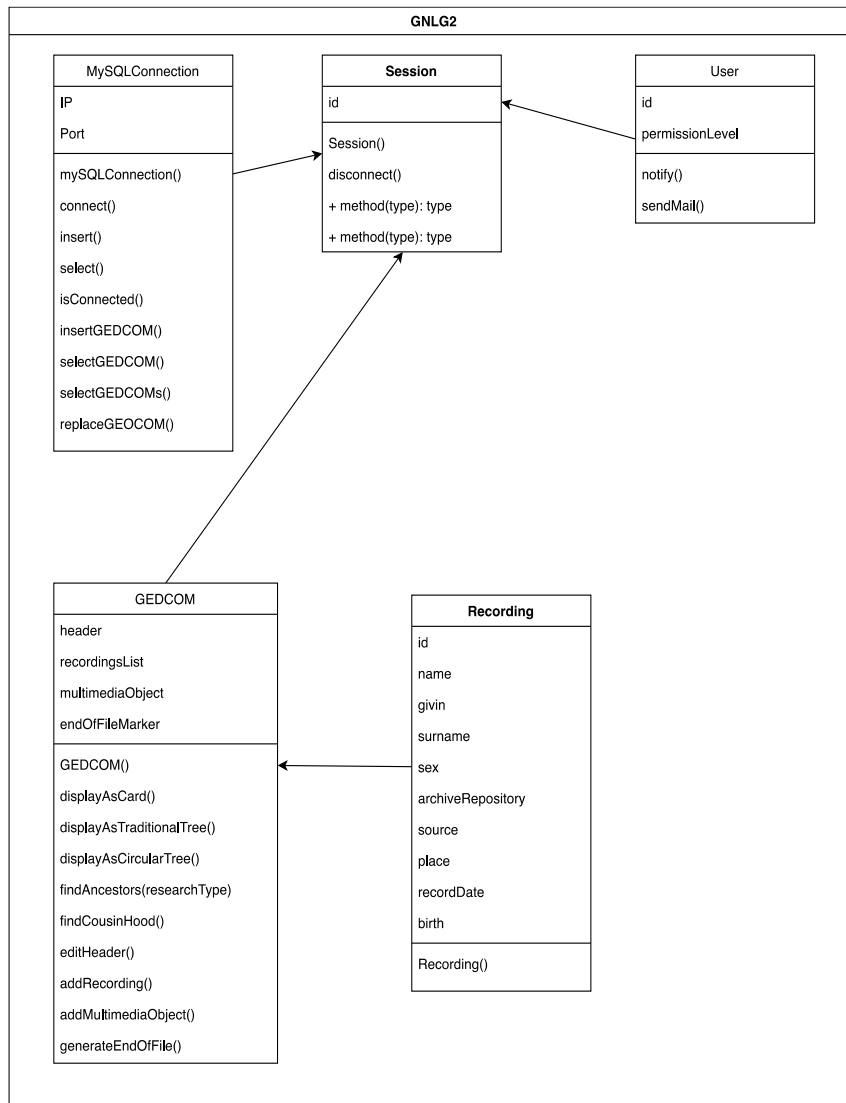 GNLG2
MySQLConnection
IP
Port
mySQLConnection()
connect()
insert()
select()
isConnected()
insertGEDCOM()
selectGEDCOM()
selectGEDCOMs()
replaceGEOCOM()
Session
id
Session()
disconnect()
+ method(type): type
+ method(type): type
User
id
permissionLevel
notify()
sendMail()
GEDCOM
header
recordingsList
multimediaObject
endOfFileMarker
GEDCOM()
displayAsCard()
displayAsTraditionalTree()
displayAsCircularTree()
findAncestors(researchType)
findCousinHood()
editHeader()
addRecording()
addMultimediaObject()
generateEndOfFile()
Recording
id
name
givin
surname
sex
archiveRepository
source
place
recordDate
birth
Recording()